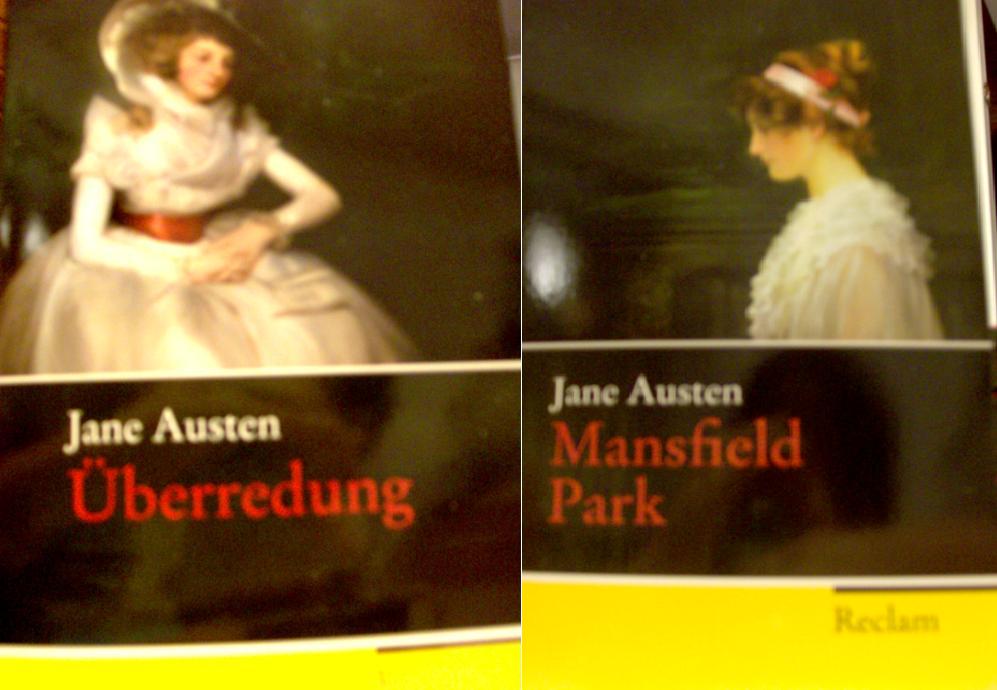 Jane Austen
Überredung
Jane Austen
Mansfield
Park
Reclam